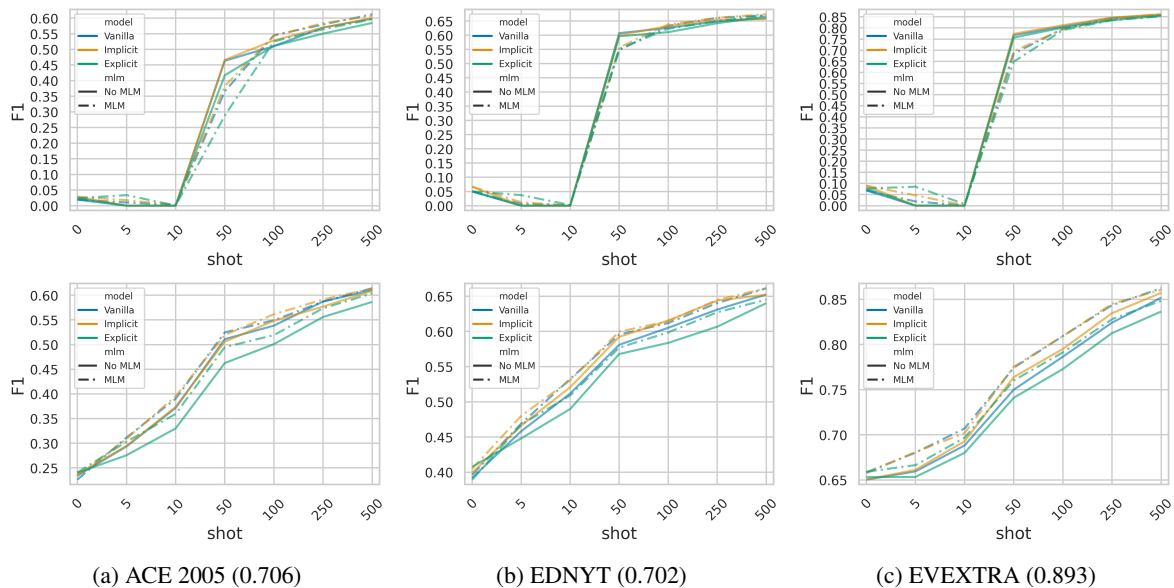 model
Vanilla
Implicit
Explicit
mlm
No MLM
MLM
F1
0.60
0.55
0.50
0.45
0.40
0.35
0.30
0.25
0.20
0.15
0.10
0.05
0.00
0 5 10 50 100 250 500
shot
model
Vanilla
Implicit
Explicit
mlm
No MLM
MLM
F1
0.65
0.60
0.55
0.50
0.45
0.40
0.35
0.30
0.25
0.20
0.15
0.10
0.05
0.00
0 5 10 50 100 250 500
shot
model
Vanilla
Implicit
Explicit
mlm
No MLM
MLM
F1
0.85
0.80
0.75
0.70
0.65
0.60
0.55
0.50
0.45
0.40
0.35
0.30
0.25
0.20
0.15
0.10
0.05
0.00
0 5 10 50 100 250 500
shot
model
Vanilla
Implicit
Explicit
mlm
No MLM
MLM
F1
0.60
0.55
0.50
0.45
0.40
0.35
0.30
0.25
0 5 10 50 100 250 500
shot
model
Vanilla
Implicit
Explicit
mlm
No MLM
MLM
F1
0.65
0.60
0.55
0.50
0.45
0.40
0 5 10 50 100 250 500
shot
model
Vanilla
Implicit
Explicit
mlm
No MLM
MLM
F1
0.85
0.80
0.75
0.70
0.65
0 5 10 50 100 250 500
shot
(a) ACE 2005 (0.706)
(b) EDNYT (0.702)
(c) EVEXTRA (0.893)